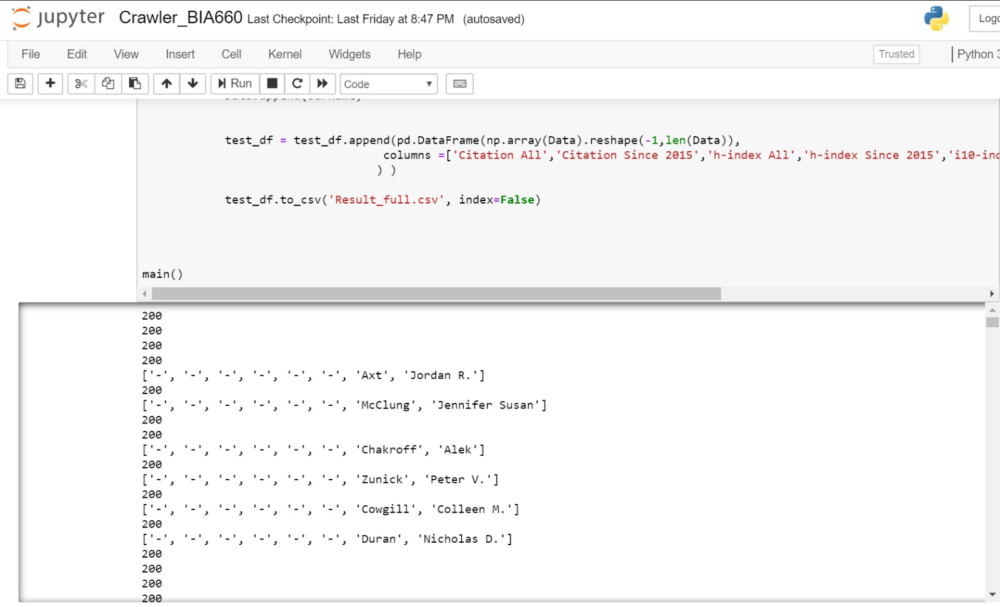 jupyter Crawler_BIA660 Last Checkpoint: Last Friday at 8:47 PM (autosaved)
File Edit View Insert Cell Kernel Widgets Help Trusted Python 3
Run Code
test_df = test_df.append(pd.DataFrame(np.array(Data).reshape(-1,len(Data)),
columns =['Citation All','Citation Since 2015','h-index All','h-index Since 2015','i10-ind
) )
test_df.to_csv('Result_full.csv', index=False)
main()
200
200
200
200
['-', '-', '-', '-', '-', '-', 'Axt', 'Jordan R.']
200
['-', '-', '-', '-', '-', '-', 'McClung', 'Jennifer Susan']
200
200
['-', '-', '-', '-', '-', '-', 'Chakroff', 'Alek']
200
['-', '-', '-', '-', '-', '-', 'Zunick', 'Peter V.']
200
['-', '-', '-', '-', '-', '-', 'Cowgill', 'Colleen M.']
200
['-', '-', '-', '-', '-', '-', 'Duran', 'Nicholas D.']
200
200
200
200